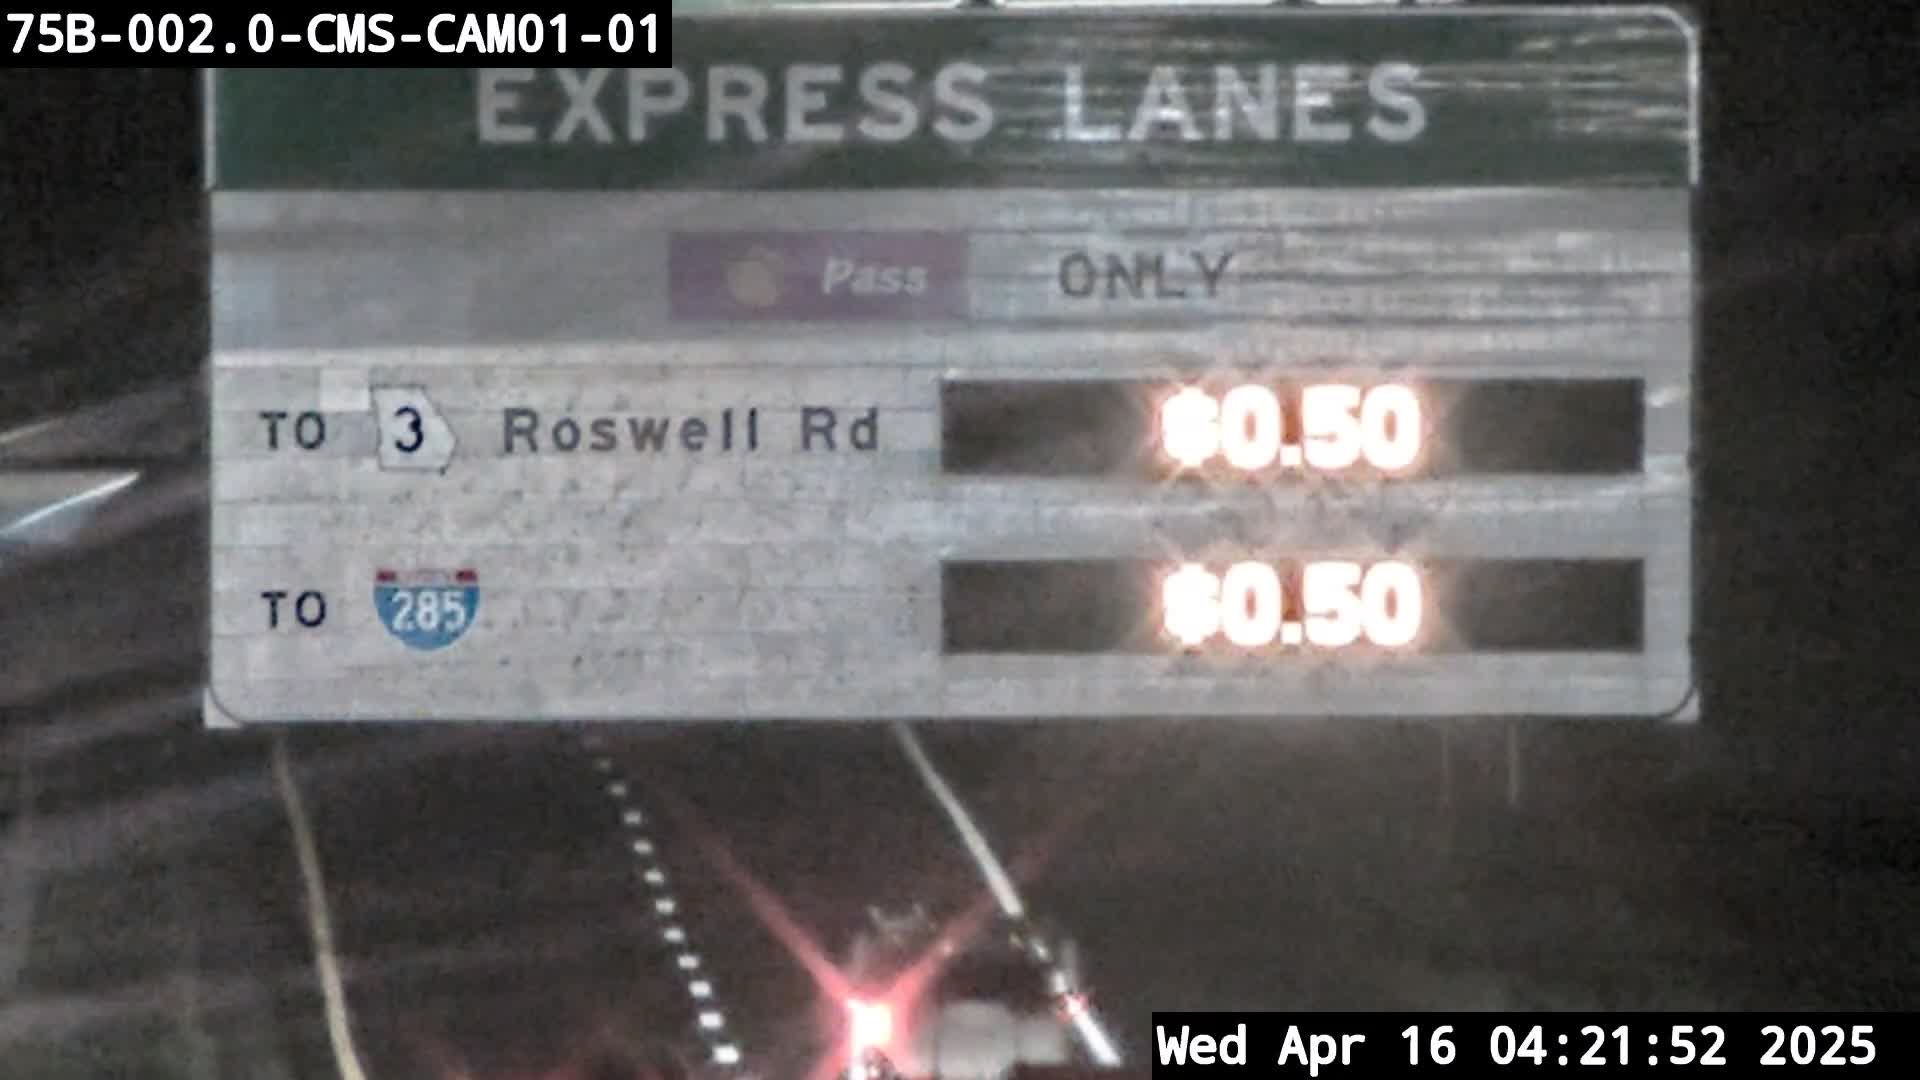 75B-002.0-CMS-CAM01-01
EXPRESS LANES
Pass ONLY
TO 3 Roswell Rd $0.50
TO 285 $0.50
Wed Apr 16 04:21:52 2025